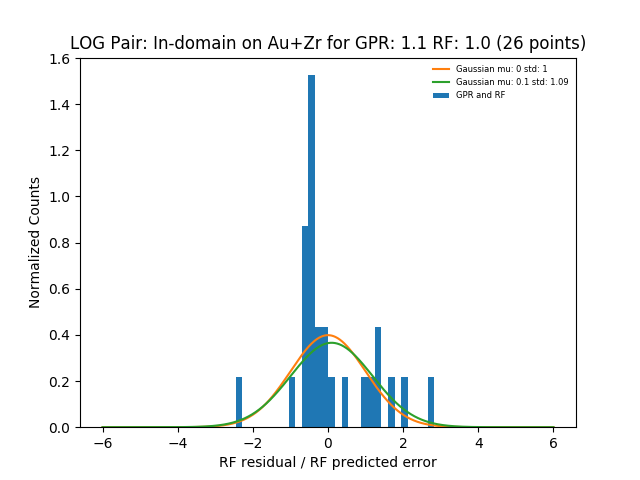 LOG Pair: In-domain on Au+Zr for GPR: 1.1 RF: 1.0 (26 points)
Gaussian mu: 0 std: 1
Gaussian mu: 0.1 std: 1.09
GPR and RF
Normalized Counts
1.6
1.4
1.2
1.0
0.8
0.6
0.4
0.2
0.0
−6 −4 −2 0 2 4 6
RF residual / RF predicted error